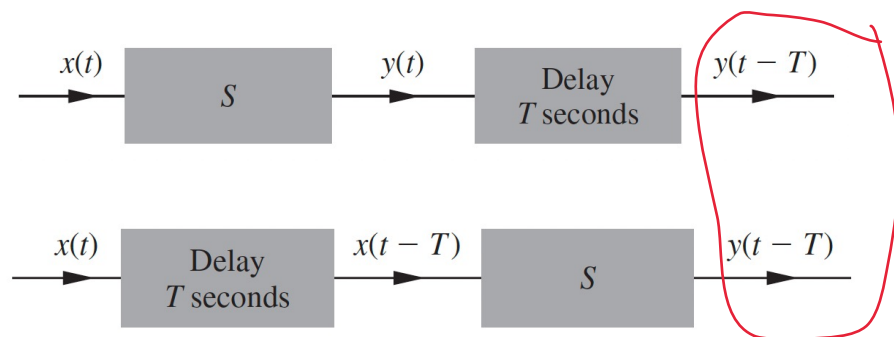 x(t)
S
y(t)
Delay
T seconds
y(t − T)
x(t)
Delay
T seconds
x(t − T)
S
y(t − T)